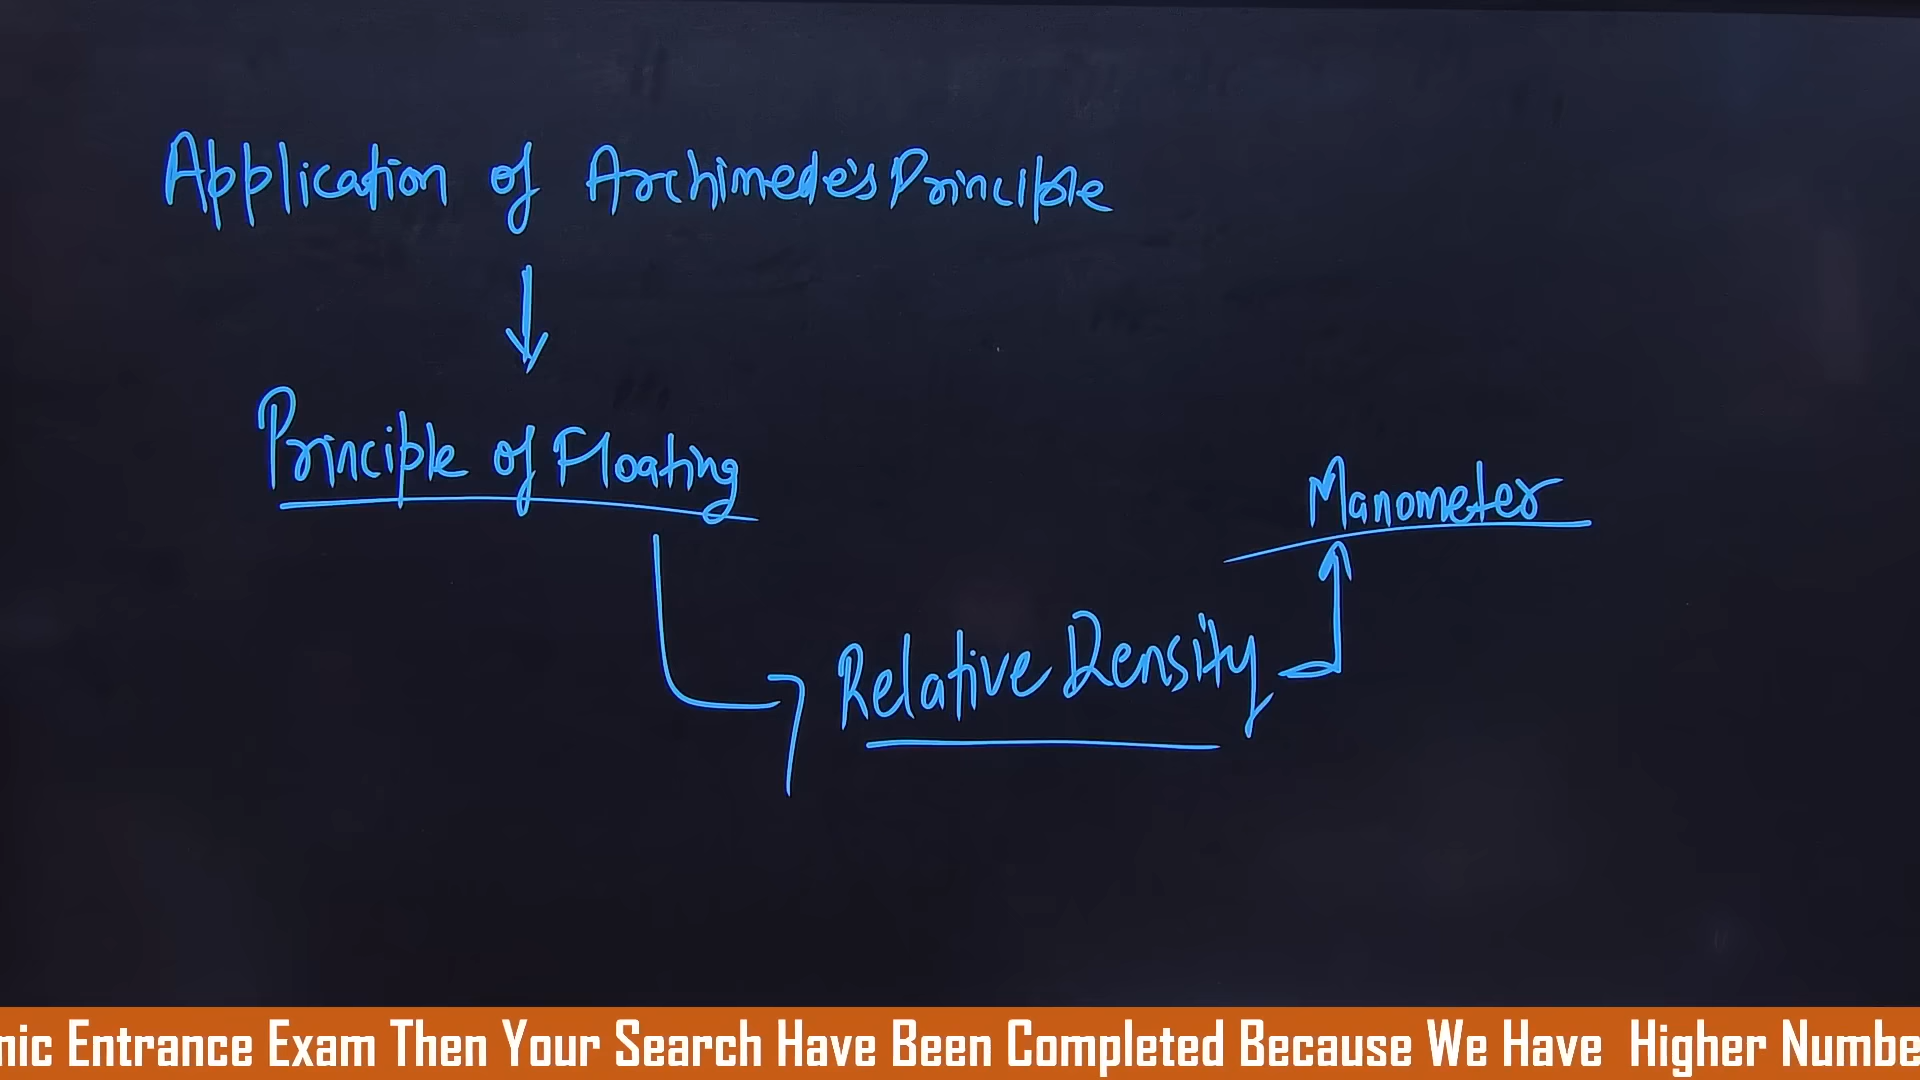 Application of Archimede's Principle
Principle of Floating
Manometer
Relative Density
nic Entrance Exam Then Your Search Have Been Completed Because We Have Higher Numbe